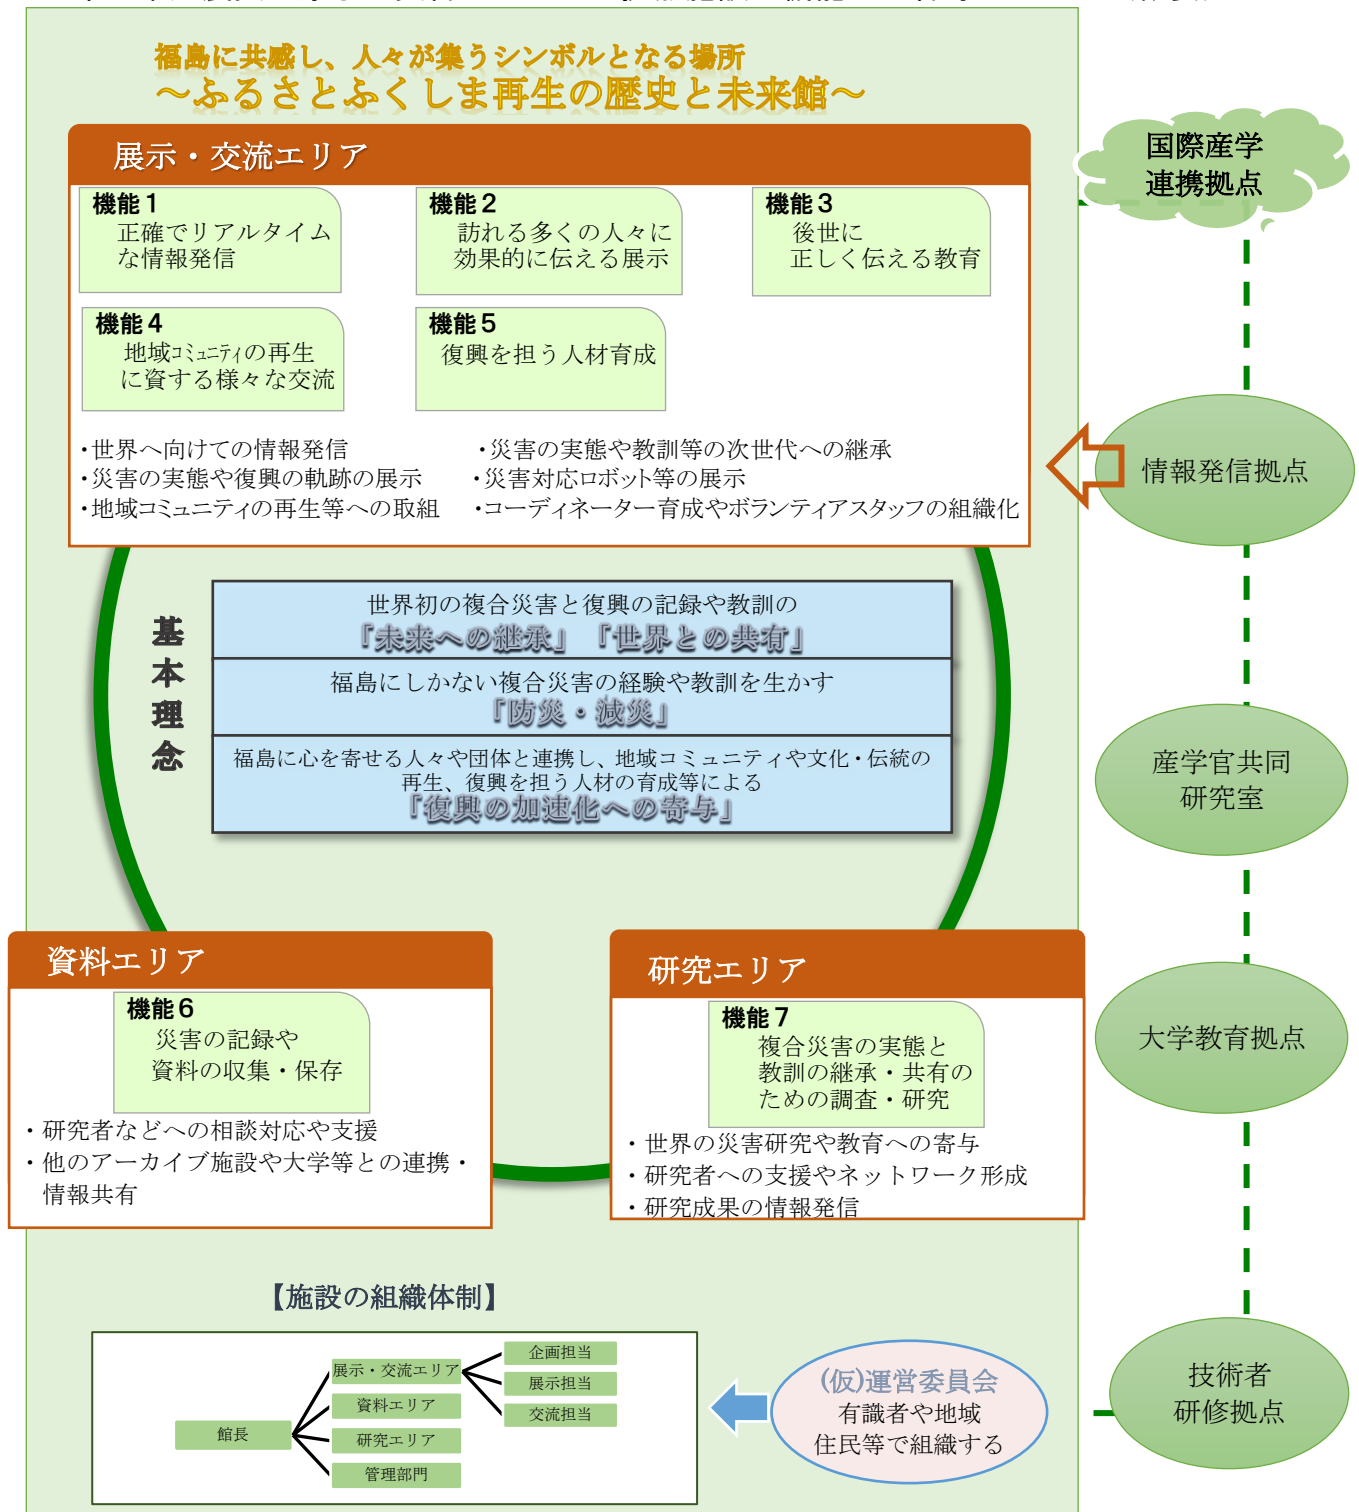 福島に共感し、人々が集うシンボルとなる場所
～ふるさとふくしま再生の歴史と未来館～
展示・交流エリア
機能１
正確でリアルタイム
な情報発信
機能２
訪れる多くの人々に
効果的に伝える展示
機能３
後世に
正しく伝える教育
機能４
地域コミュニティの再生
に資する様々な交流
機能５
復興を担う人材育成
・世界へ向けての情報発信
・災害の実態や復興の軌跡の展示
・地域コミュニティの再生等への取組
・災害の実態や教訓等の次世代への継承
・災害対応ロボット等の展示
・コーディネーター育成やボランティアスタッフの組織化
基本理念
世界初の複合災害と復興の記録や教訓の
『未来への継承』『世界との共有』
福島にしかない複合災害の経験や教訓を生かす
『防災・減災』
福島に心を寄せる人々や団体と連携し、地域コミュニティや文化・伝統の
再生、復興を担う人材の育成等による
『復興の加速化への寄与』
資料エリア
機能６
災害の記録や
資料の収集・保存
・研究者などへの相談対応や支援
・他のアーカイブ施設や大学等との連携・
情報共有
研究エリア
機能７
複合災害の実態と
教訓の継承・共有の
ための調査・研究
・世界の災害研究や教育への寄与
・研究者への支援やネットワーク形成
・研究成果の情報発信
【施設の組織体制】
館長
展示・交流エリア
資料エリア
研究エリア
管理部門
企画担当
展示担当
交流担当
(仮)運営委員会
有識者や地域
住民等で組織する
国際産学
連携拠点
情報発信拠点
産学官共同
研究室
大学教育拠点
技術者
研修拠点